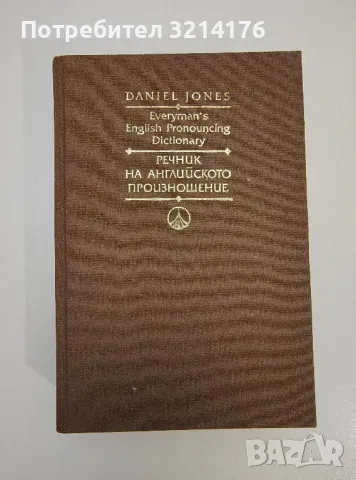 Потребител 3214176
DANIEL JONES
Everyman's
English Pronouncing
Dictionary
РЕЧНИК
НА АНГЛИЙСКОТО
ПРОИЗНОШЕНИЕ
BAZAR